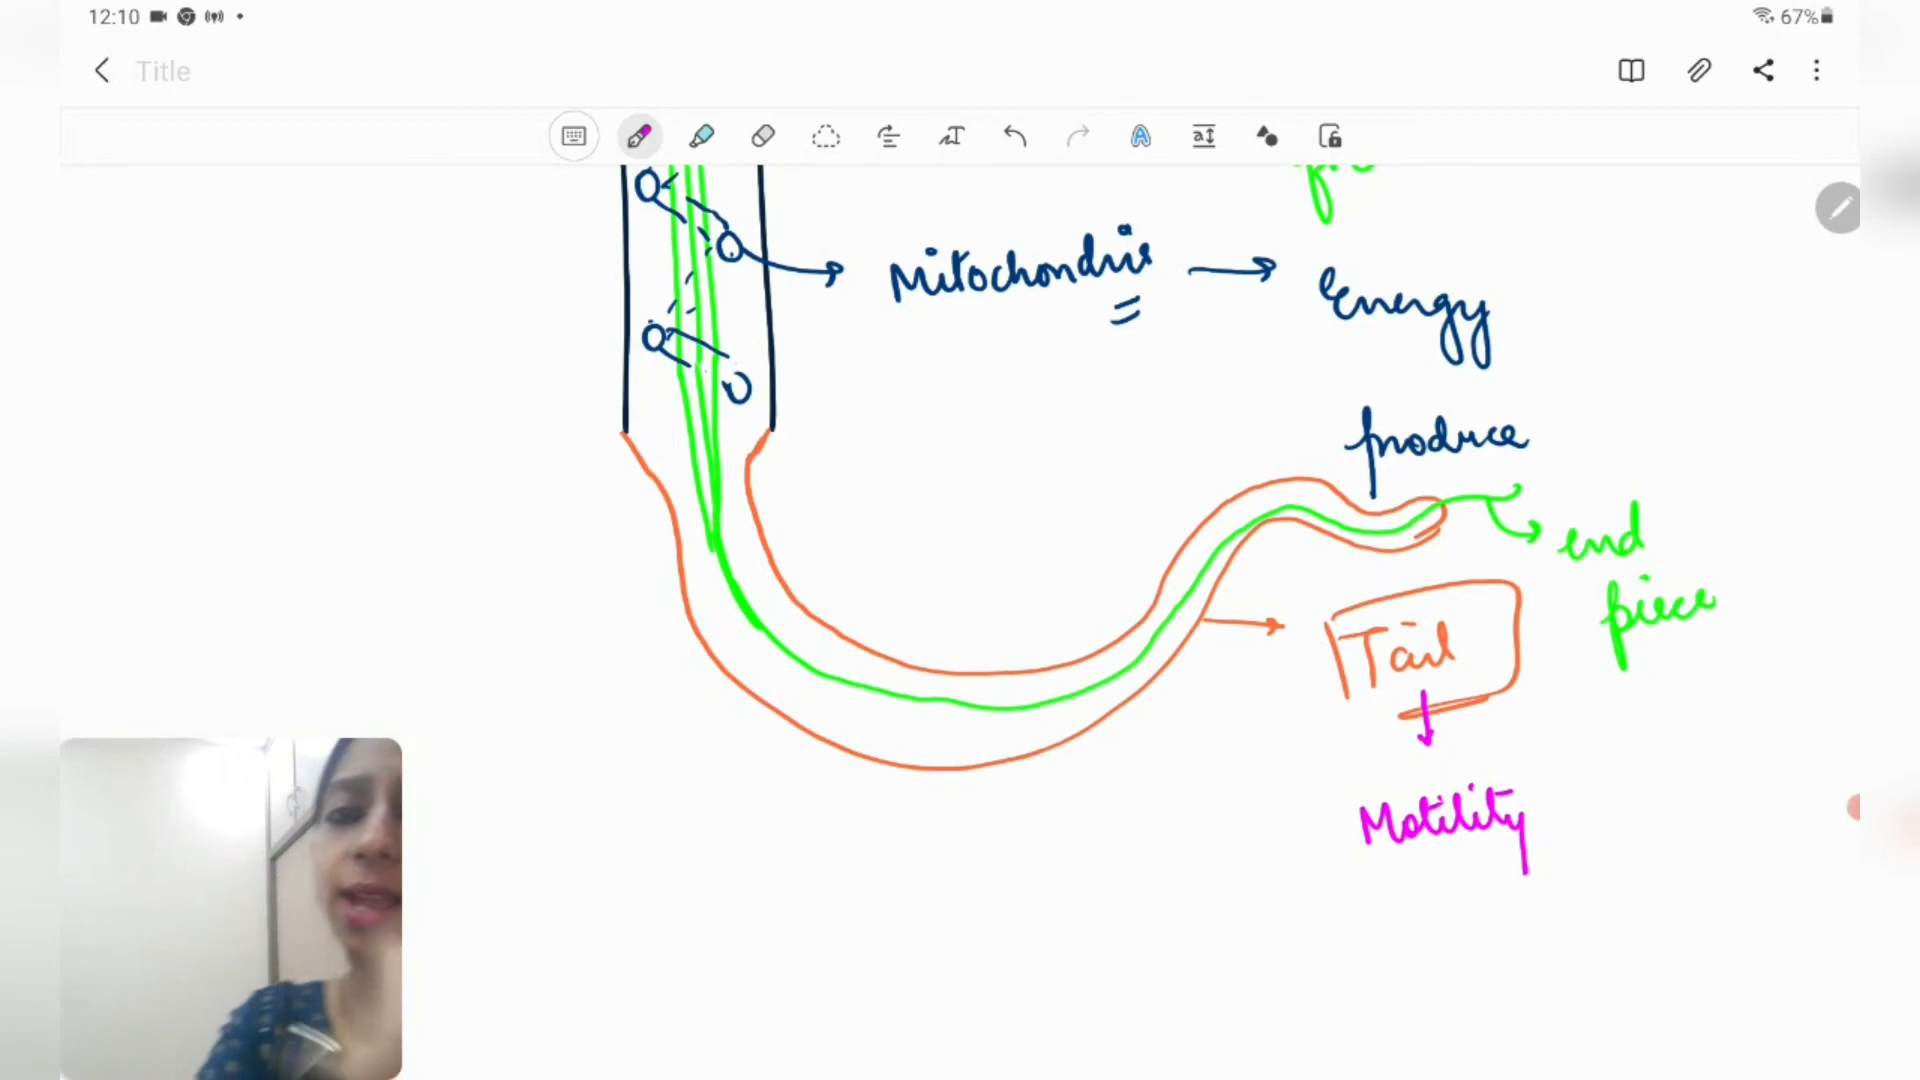 12:10
67%
Title
Mitochondria → Energy
produce
end
piece
Tail
Motility